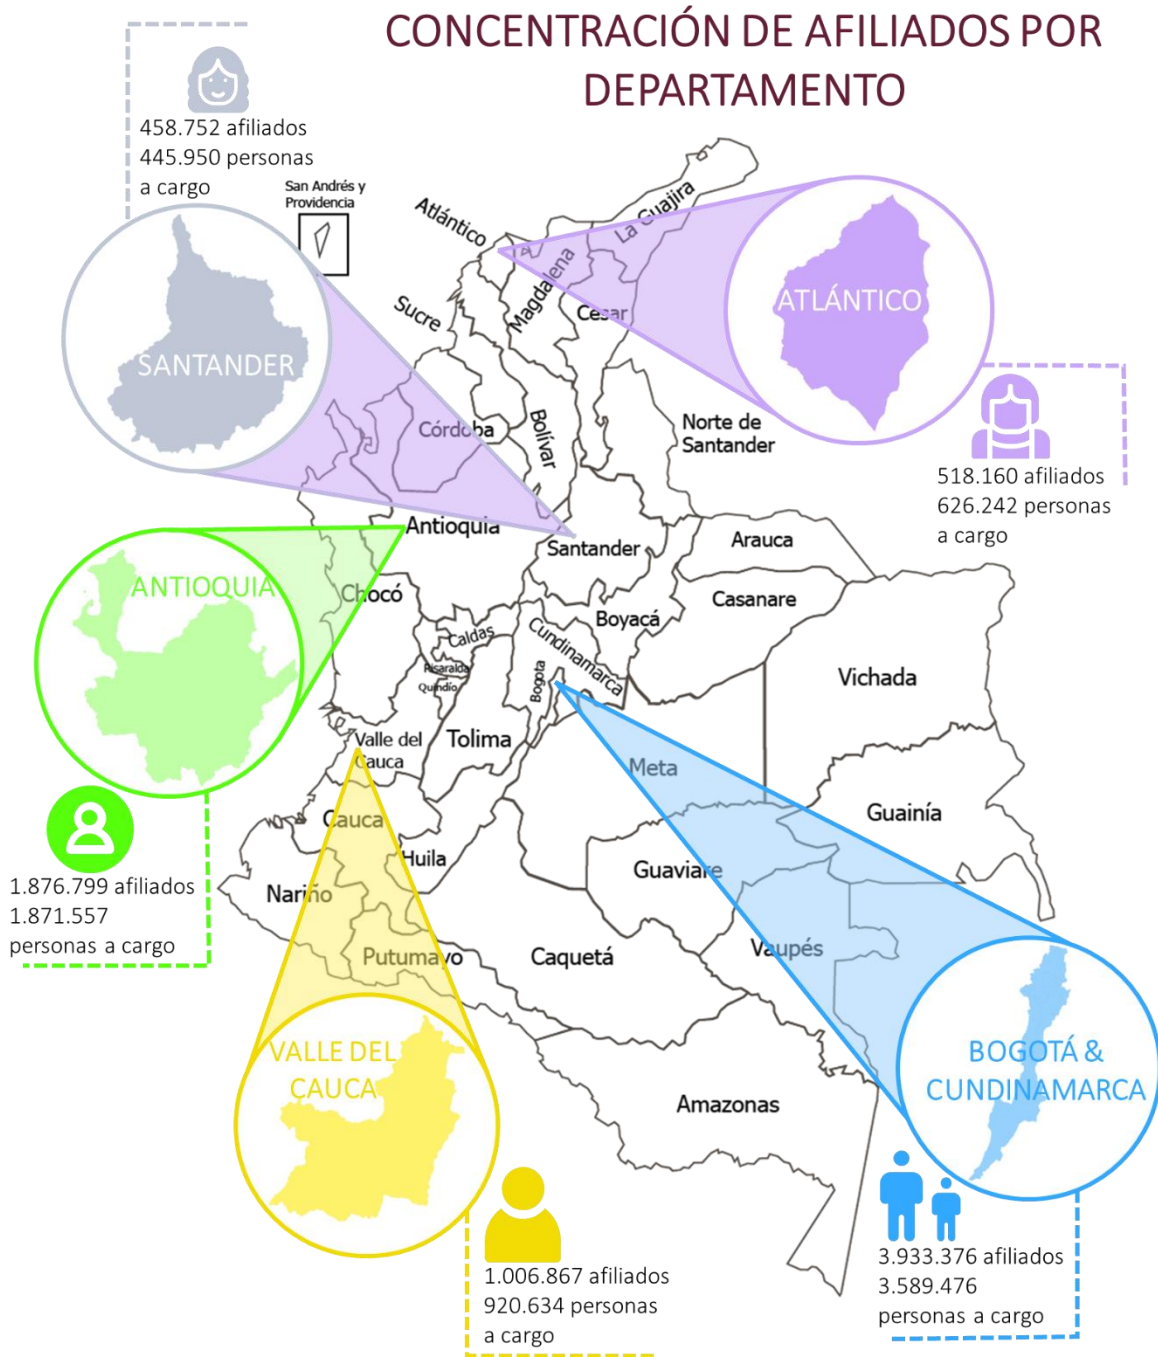 CONCENTRACIÓN DE AFILIADOS POR
DEPARTAMENTO
458.752 afiliados
445.950 personas
a cargo
San Andrés y
Providencia
Atlántico
La Guajira
Magdalena
Cesar
Sucre
SANTANDER
ATLÁNTICO
Córdoba
Bolívar
Norte de
Santander
518.160 afiliados
626.242 personas
a cargo
Antioquia
Santander
Arauca
ANTIOQUIA
Chocó
Casanare
Boyacá
Caldas
Cundinamarca
Risaralda
Quindío
Bogota
Vichada
Valle del
Cauca
Tolima
Meta
Guainía
Cauca
Huila
Guaviare
1.876.799 afiliados
1.871.557
personas a cargo
Nariño
Putumayo
Caquetá
Vaupés
VALLE DEL
CAUCA
BOGOTÁ &
CUNDINAMARCA
Amazonas
1.006.867 afiliados
920.634 personas
a cargo
3.933.376 afiliados
3.589.476
personas a cargo